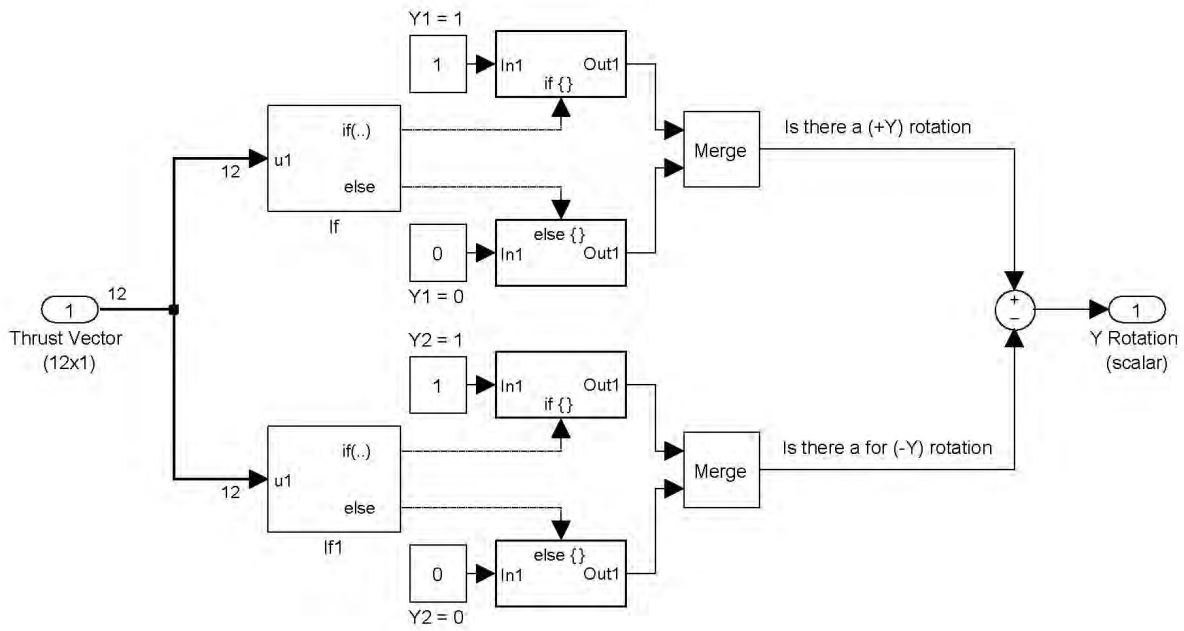 Y1 = 1
1
In1
Out1
if { }
if(..)
u1
12
else
If
Merge
Is there a (+Y) rotation
else { }
0
In1
Out1
Y1 = 0
12
1
Thrust Vector
(12x1)
+
−
1
Y Rotation
(scalar)
Y2 = 1
1
In1
Out1
if { }
if(..)
u1
12
else
If1
Merge
Is there a for (-Y) rotation
else { }
0
In1
Out1
Y2 = 0